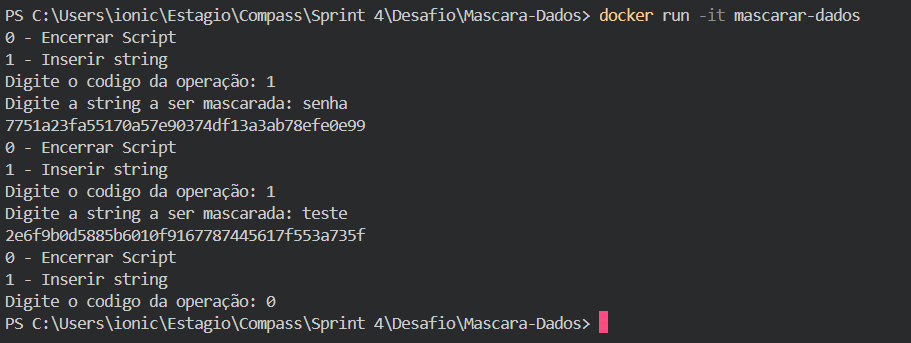 PS C:\Users\ionic\Estagio\Compass\Sprint 4\Desafio\Mascara-Dados> docker run -it mascarar-dados
0 - Encerrar Script
1 - Inserir string
Digite o codigo da operação: 1
Digite a string a ser mascarada: senha
7751a23fa55170a57e90374df13a3ab78efe0e99
0 - Encerrar Script
1 - Inserir string
Digite o codigo da operação: 1
Digite a string a ser mascarada: teste
2e6f9b0d5885b6010f9167787445617f553a735f
0 - Encerrar Script
1 - Inserir string
Digite o codigo da operação: 0
PS C:\Users\ionic\Estagio\Compass\Sprint 4\Desafio\Mascara-Dados>